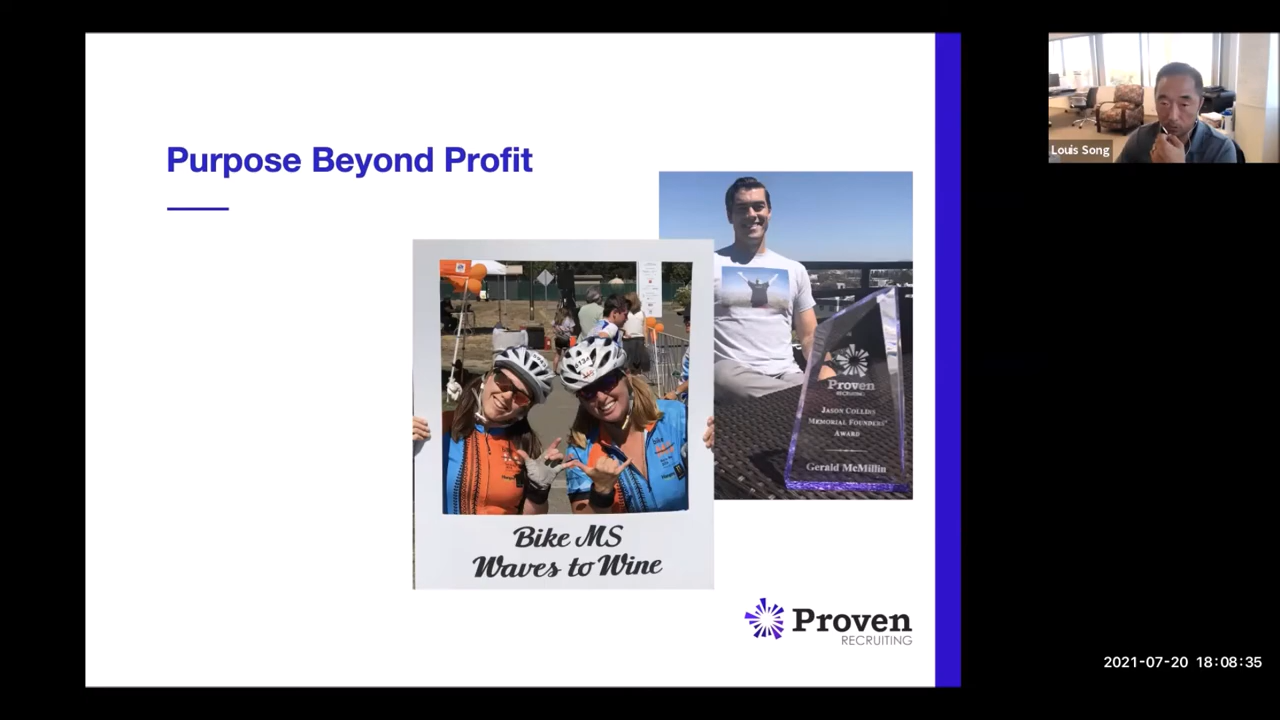 Purpose Beyond Profit
Louis Song
Proven
RECRUITING
JASON COLLINS
MEMORIAL FOUNDERS'
AWARD
Gerald McMillin
Bike MS
Waves to Wine
Proven
RECRUITING
2021-07-20 18:08:35